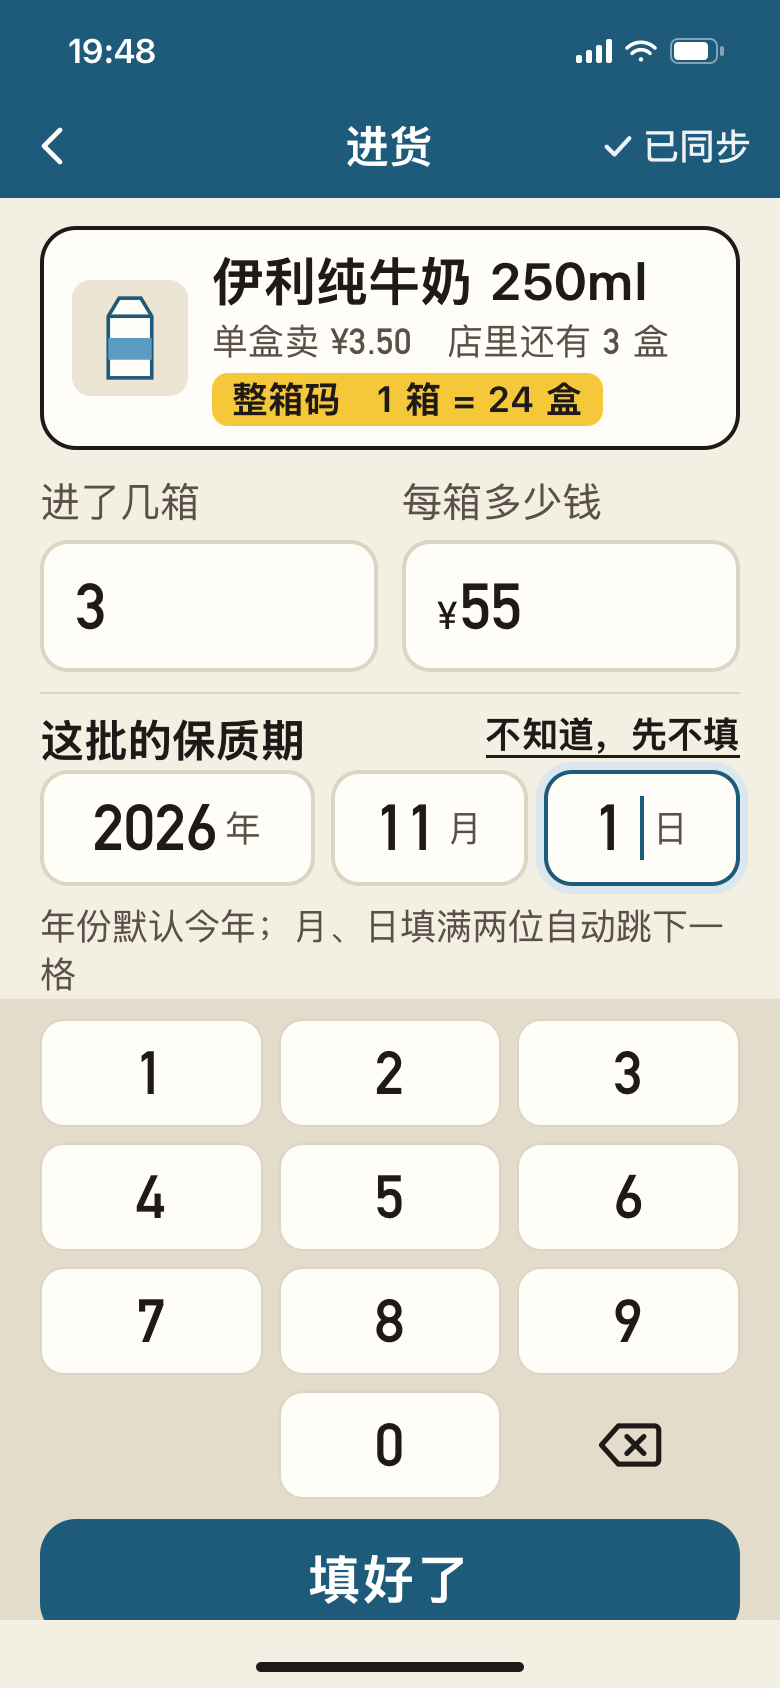 19:48
进货
已同步
伊利纯牛奶 250ml
单盒卖 ¥3.50 店里还有 3 盒
整箱码 1 箱 = 24 盒
进了几箱
每箱多少钱
3
¥55
这批的保质期
不知道，先不填
2026 年
11 月
1 日
年份默认今年；月、日填满两位自动跳下一
格
1
2
3
4
5
6
7
8
9
0
填好了